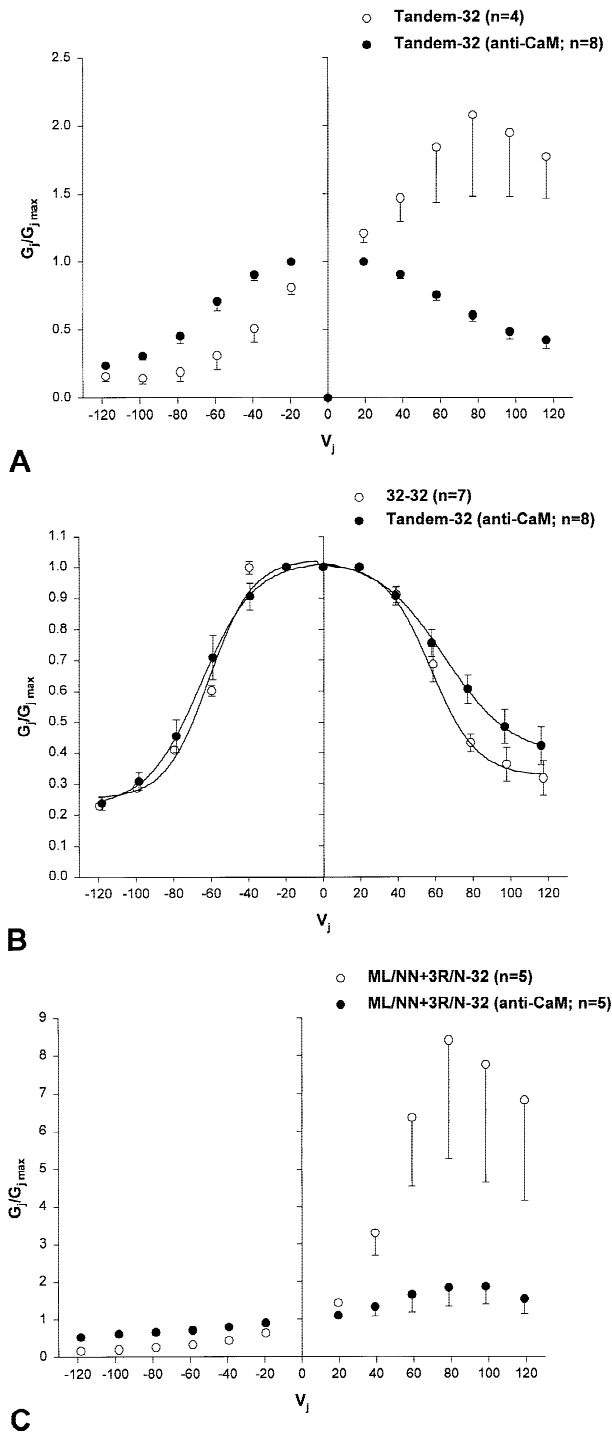 Tandem-32 (n=4)
Tandem-32 (anti-CaM; n=8)
2.5
2.0
1.5
1.0
0.5
0.0
Gj/Gj max
-120 -100 -80 -60 -40 -20 0 20 40 60 80 100 120
Vj
A
32-32 (n=7)
Tandem-32 (anti-CaM; n=8)
1.1
1.0
0.9
0.8
0.7
0.6
0.5
0.4
0.3
0.2
0.1
0.0
Gj/Gj max
-120 -100 -80 -60 -40 -20 0 20 40 60 80 100 120
Vj
B
ML/NN+3R/N-32 (n=5)
ML/NN+3R/N-32 (anti-CaM; n=5)
9
8
7
6
5
4
3
2
1
0
Gj/Gj max
-120 -100 -80 -60 -40 -20 0 20 40 60 80 100 120
Vj
C